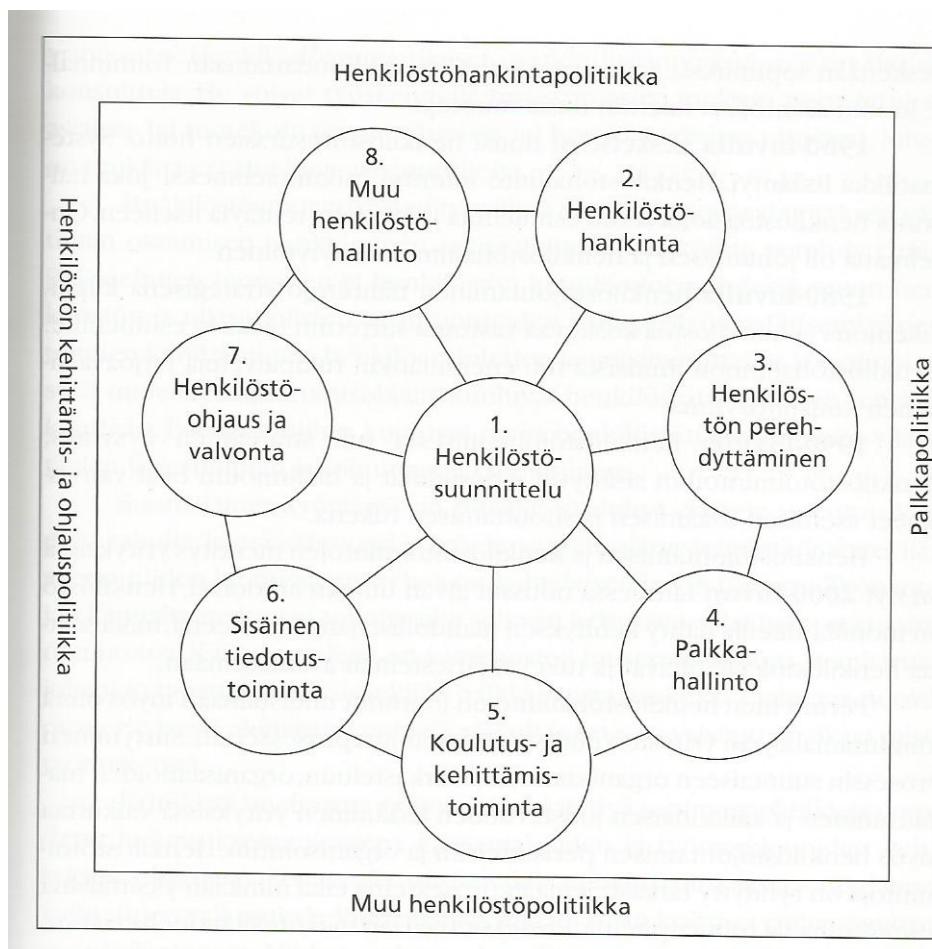 Henkilöstöhankintapolitiikka
8.
Muu
henkilöstö-
hallinto
2.
Henkilöstö-
hankinta
7.
Henkilöstö-
ohjaus ja
valvonta
1.
Henkilöstö-
suunnittelu
3.
Henkilös-
tön pereh-
dyttäminen
6.
Sisäinen
tiedotus-
toiminta
4.
Palkka-
hallinto
5.
Koulutus- ja
kehittämis-
toiminta
Henkilöstön kehittämis- ja ohjauspolitiikka
Palkkapolitiikka
Muu henkilöstöpolitiikka